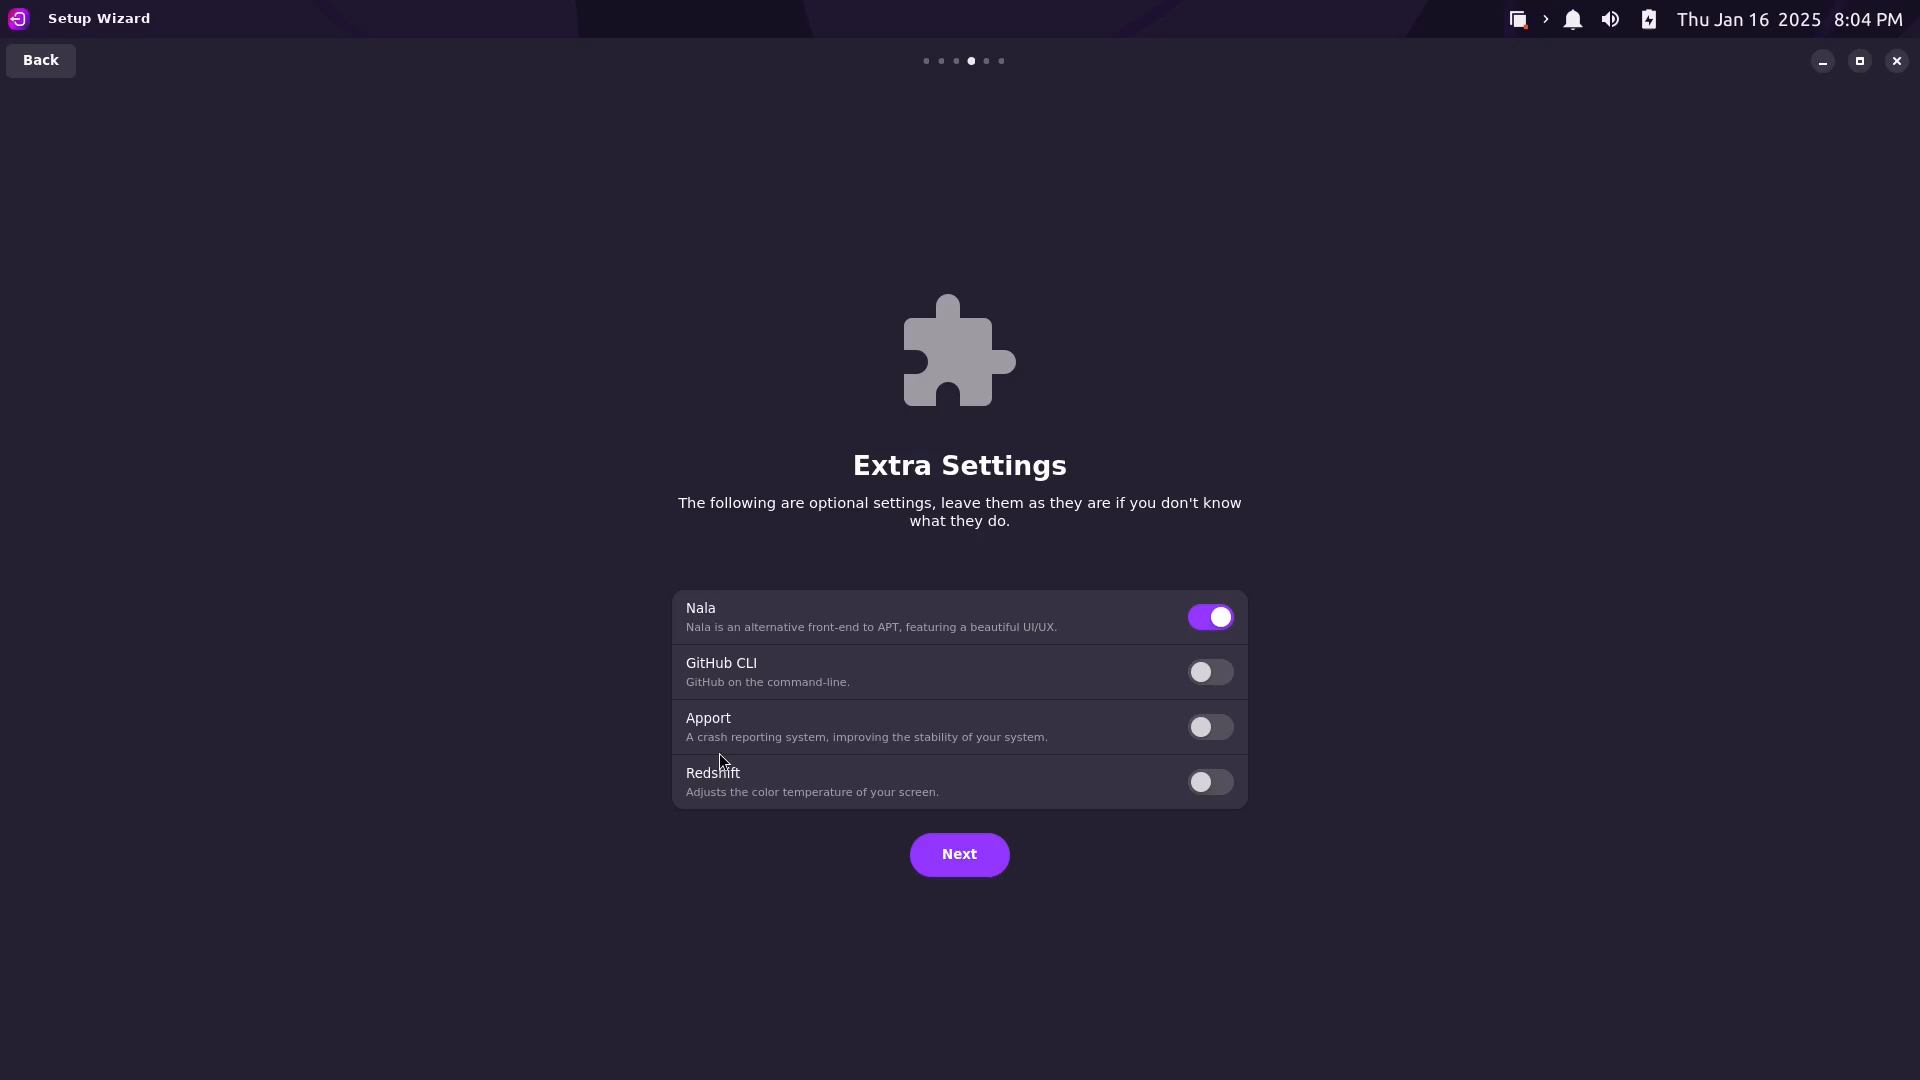 Setup Wizard
Thu Jan 16 2025 8:04 PM
Back
Extra Settings
The following are optional settings, leave them as they are if you don't know
what they do.
Nala
Nala is an alternative front-end to APT, featuring a beautiful UI/UX.
GitHub CLI
GitHub on the command-line.
Apport
A crash reporting system, improving the stability of your system.
Redshift
Adjusts the color temperature of your screen.
Next